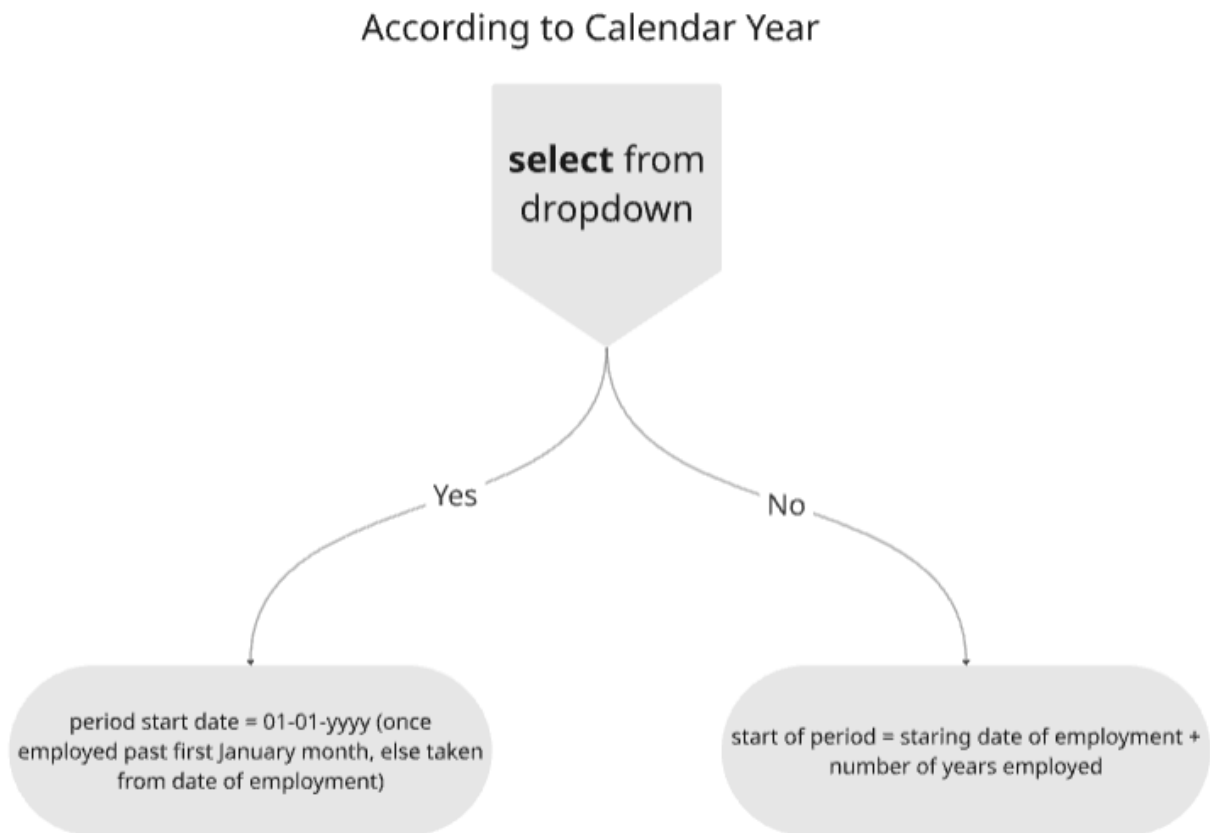 According to Calendar Year
select from
dropdown
Yes
No
period start date = 01-01-yyyy (once
employed past first January month, else taken
from date of employment)
start of period = staring date of employment +
number of years employed